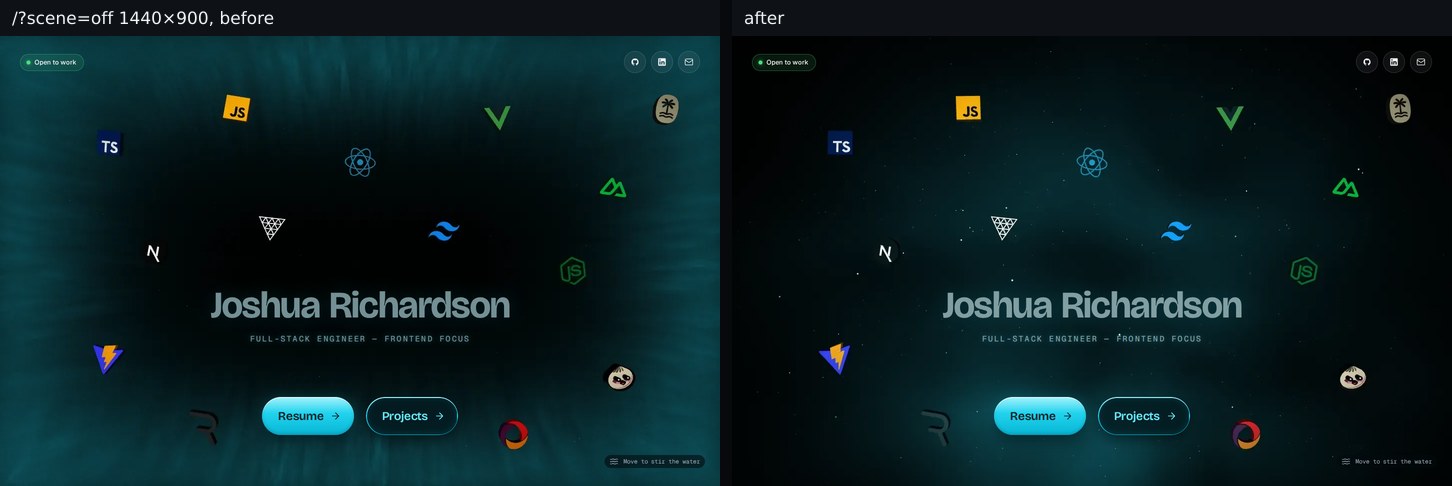 /?scene=off 1440×900, before
Open to work
JS
TS
N
JS
Joshua Richardson
FULL-STACK ENGINEER — FRONTEND FOCUS
Resume →
Projects →
Move to stir the water
after
Open to work
JS
TS
N
JS
Joshua Richardson
FULL-STACK ENGINEER — FRONTEND FOCUS
Resume →
Projects →
Move to stir the water